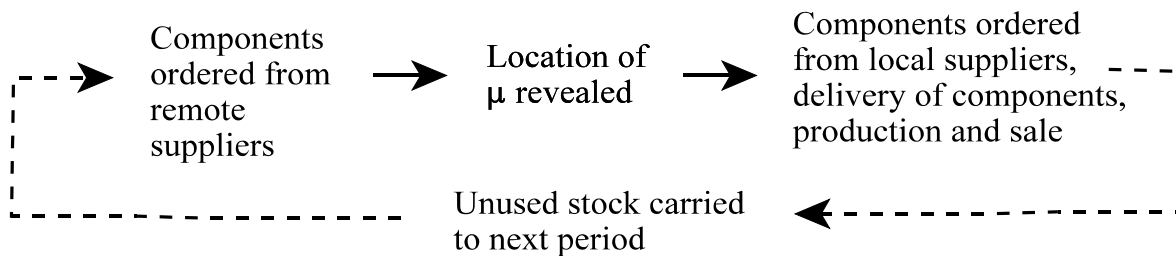 Components
ordered from
remote
suppliers
Location of
μ revealed
Components ordered
from local suppliers,
delivery of components,
production and sale
Unused stock carried
to next period